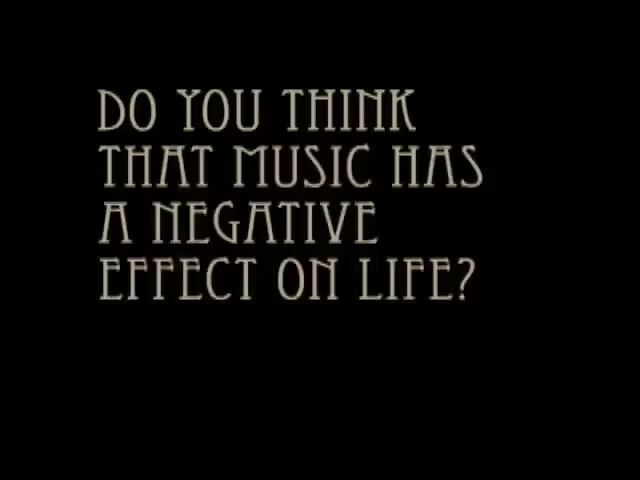 DO YOU THINK
THAT MUSIC HAS
A NEGATIVE
EFFECT ON LIFE?